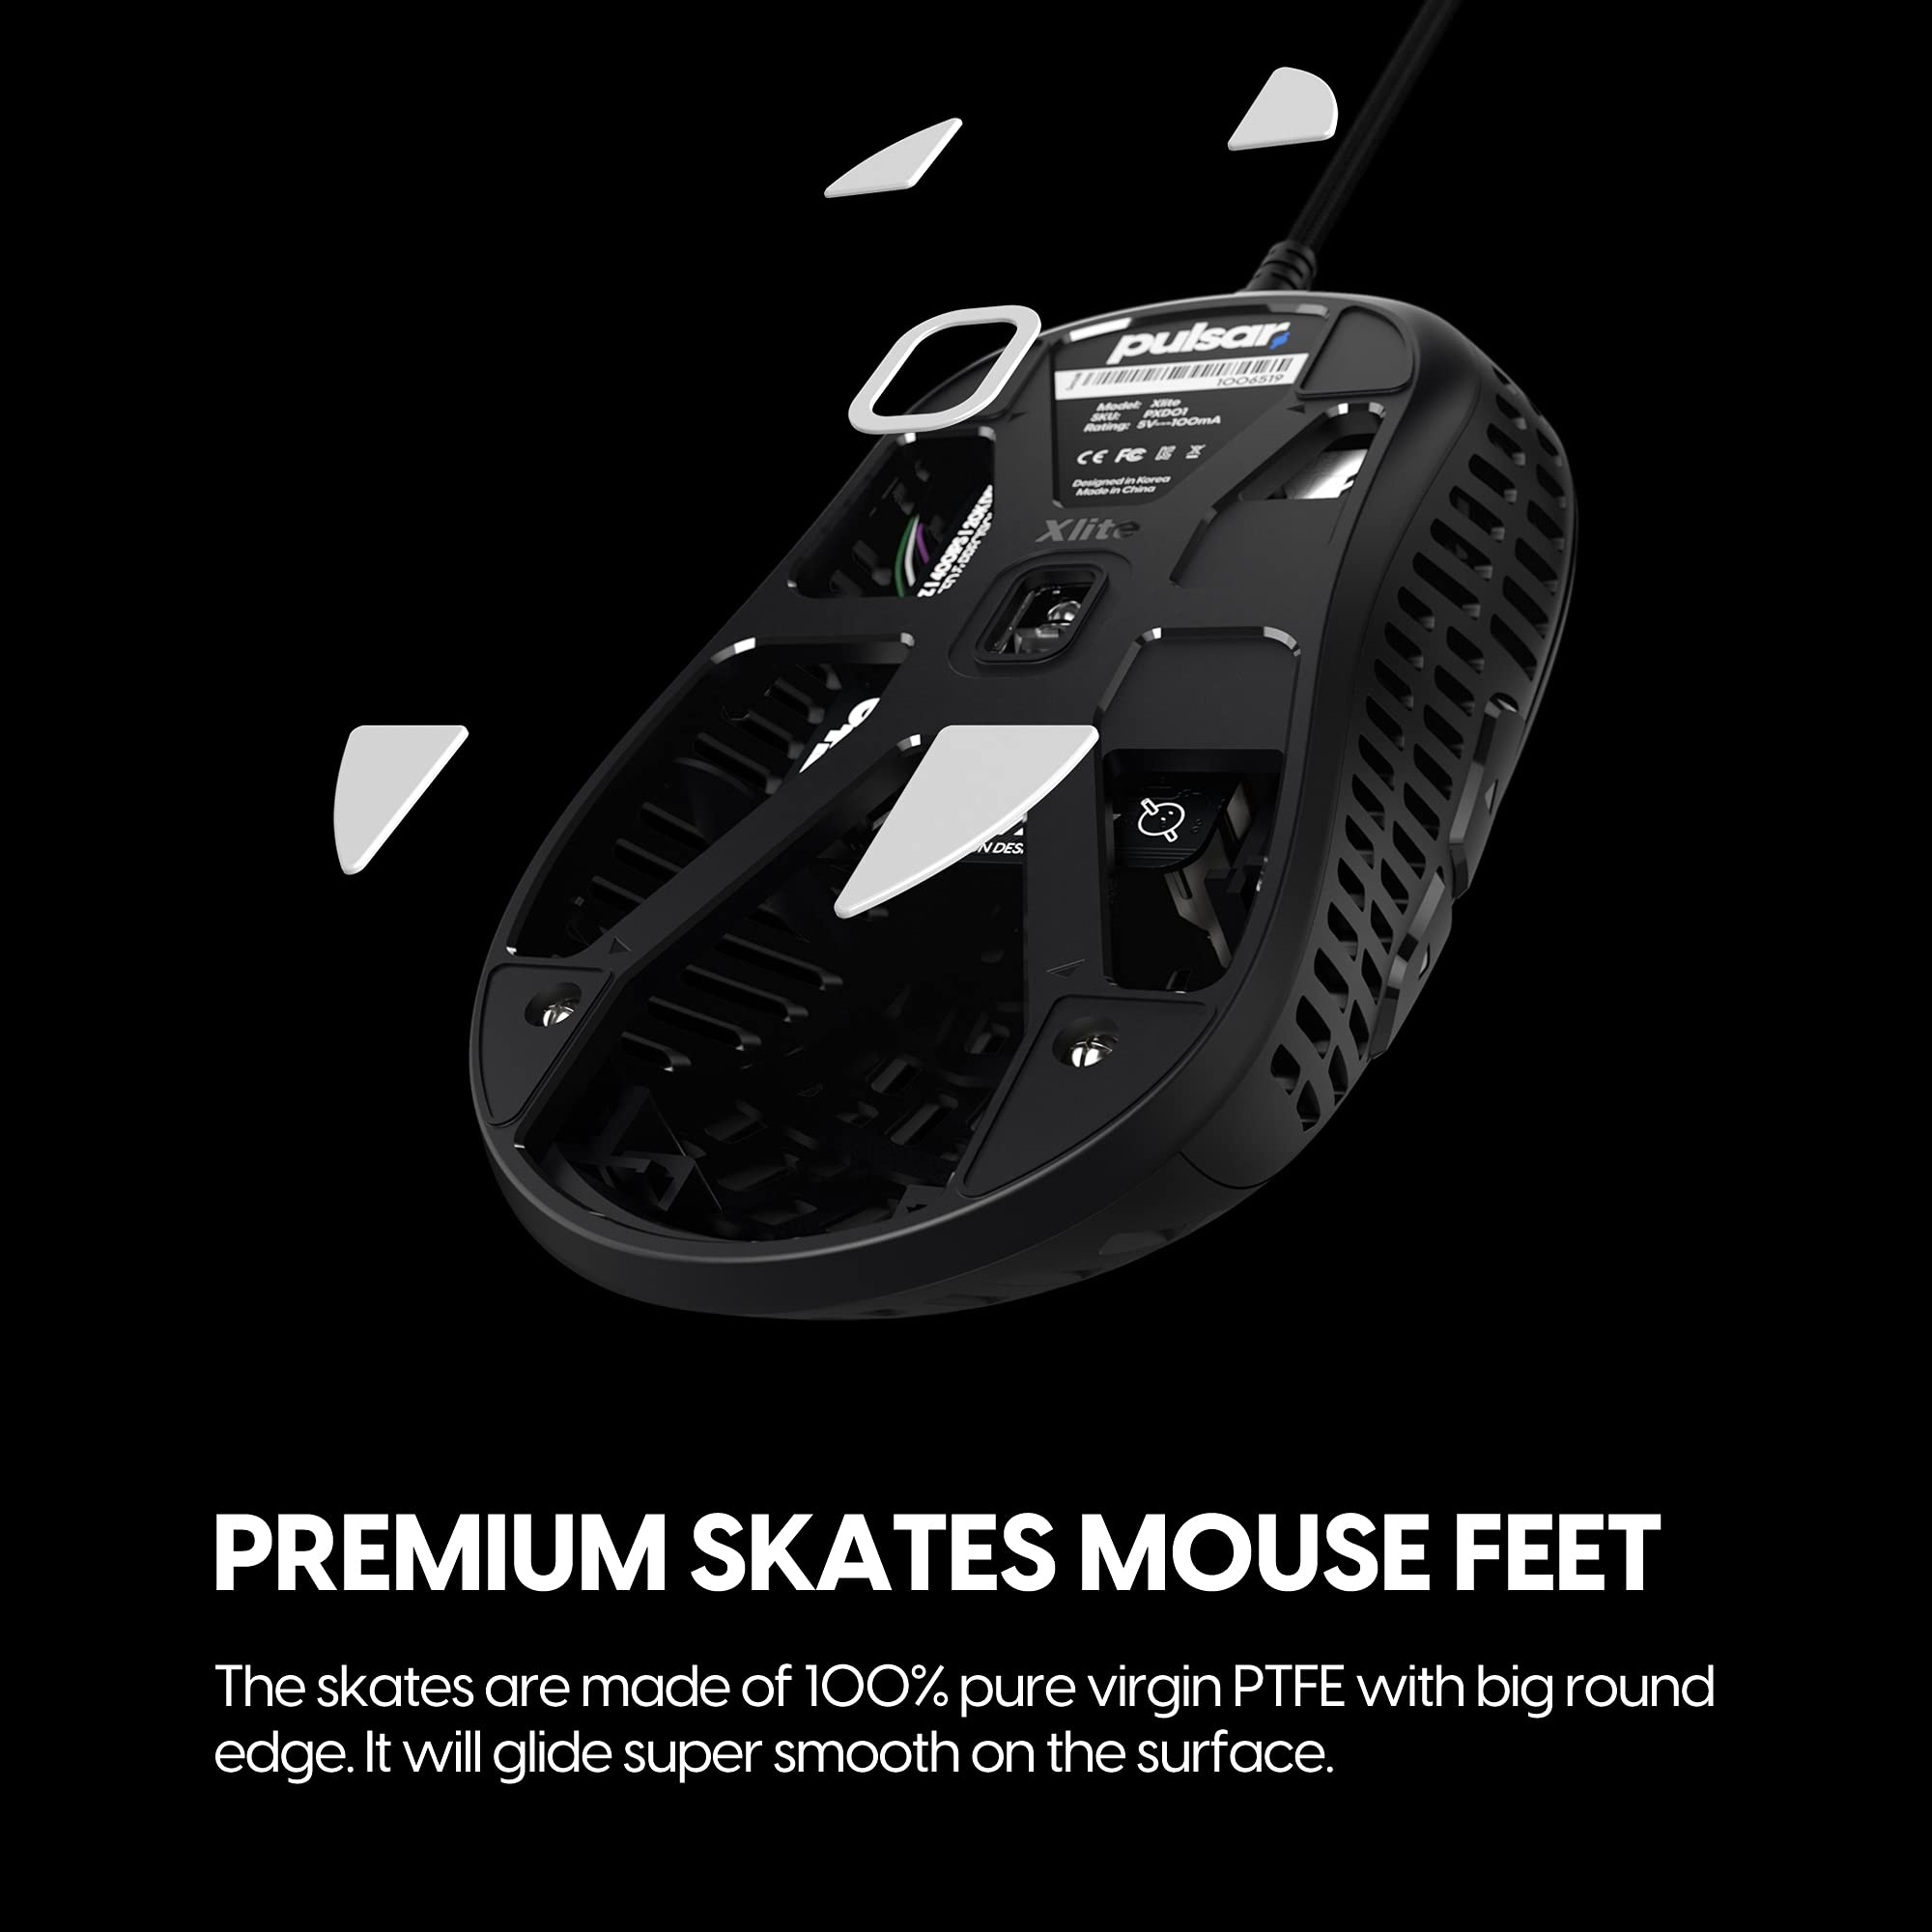 pulsar
1006519
Model: Xlite
SKU: PXD01
Rating: 5V⎓100mA
CE FC
Designed in Korea
Made in China
Xlite
PREMIUM SKATES MOUSE FEET
The skates are made of 100% pure virgin PTFE with big round
edge. It will glide super smooth on the surface.